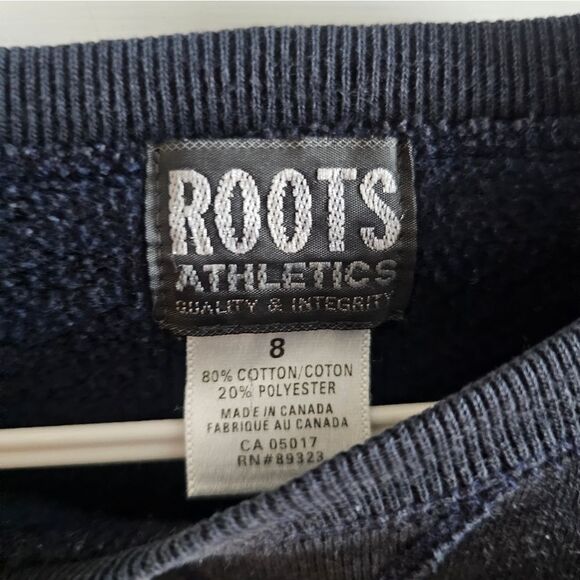 ROOTS
ATHLETICS
QUALITY & INTEGRITY
8
80% COTTON/COTON
20% POLYESTER
MADE IN CANADA
FABRIQUE AU CANADA
CA 05017
RN#89323